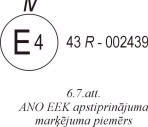 IV
E 4 43 R - 002439
6.7.att.
ANO EEK apstiprinājuma
marķējuma piemērs